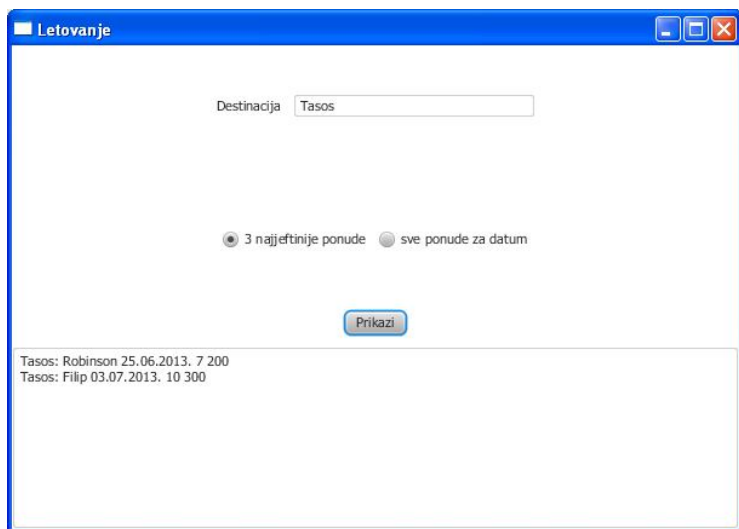 Letovanje
Destinacija Tasos
3 najjeftinije ponude sve ponude za datum
Prikazi
Tasos: Robinson 25.06.2013. 7 200
Tasos: Filip 03.07.2013. 10 300